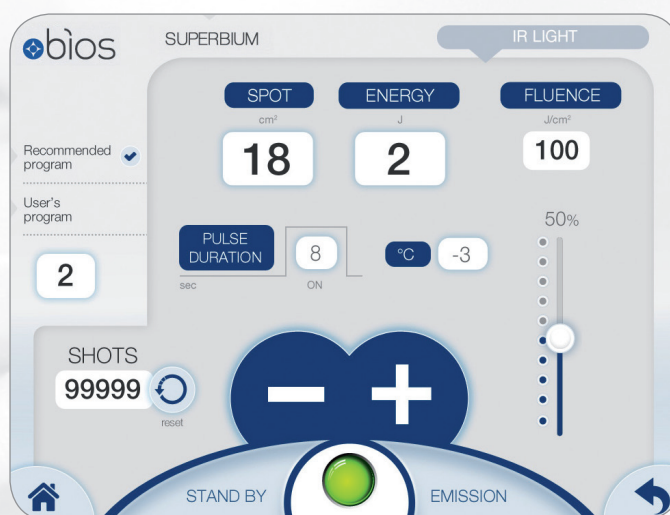 bìos
SUPERBIUM
IR LIGHT
SPOT
cm²
18
ENERGY
J
2
FLUENCE
J/cm²
100
Recommended
program
User's
program
2
PULSE
DURATION
sec
8
ON
°C
-3
50%
SHOTS
99999
reset
− +
STAND BY
EMISSION